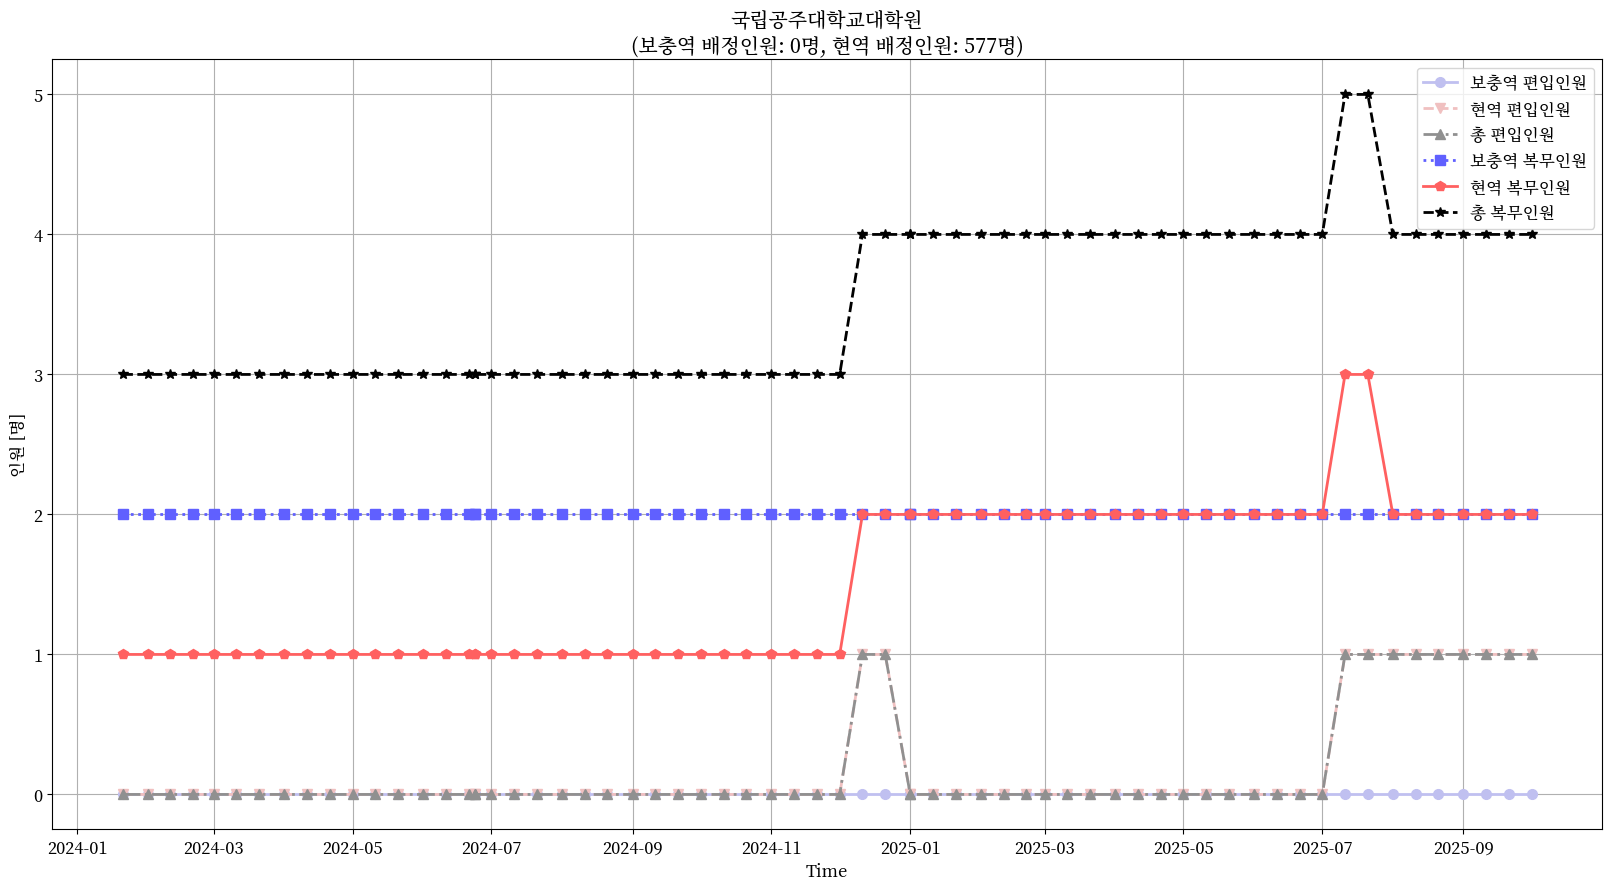 국립공주대학교대학원
(보충역 배정인원: 0명, 현역 배정인원: 577명)
보충역 편입인원
현역 편입인원
총 편입인원
보충역 복무인원
현역 복무인원
총 복무인원
인원 [명]
5
4
3
2
1
0
2024-01
2024-03
2024-05
2024-07
2024-09
2024-11
2025-01
2025-03
2025-05
2025-07
2025-09
Time